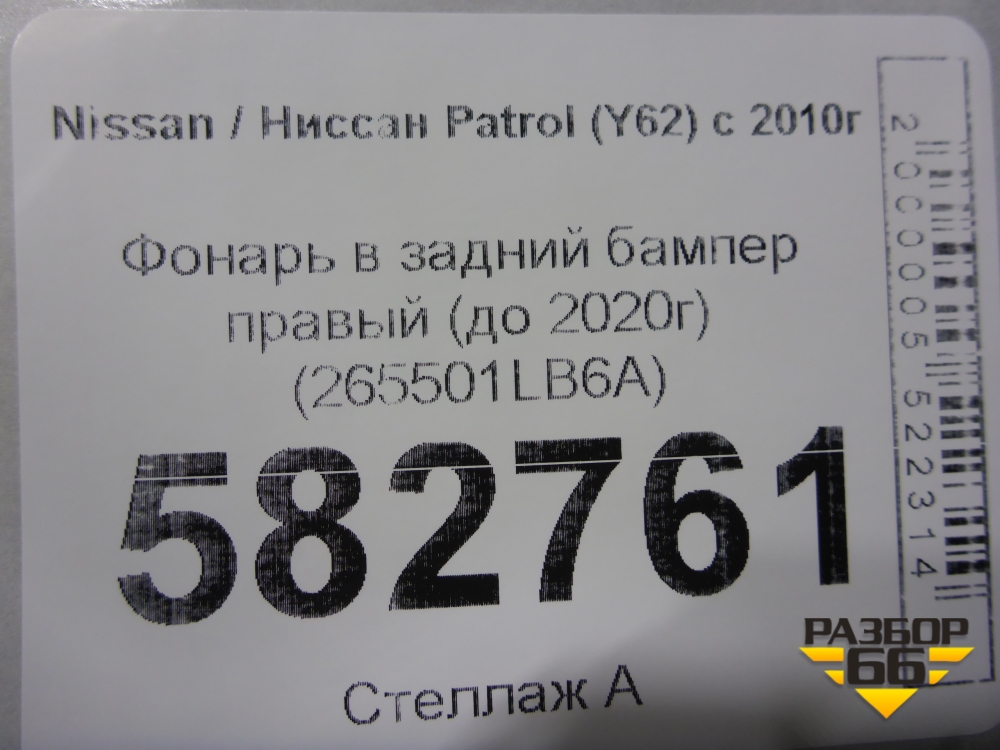 Nissan / Ниссан Patrol (Y62) с 2010г
Фонарь в задний бампер
правый (до 2020г)
(265501LB6A)
582761
Стеллаж А
2000005522314
РАЗБОР
66